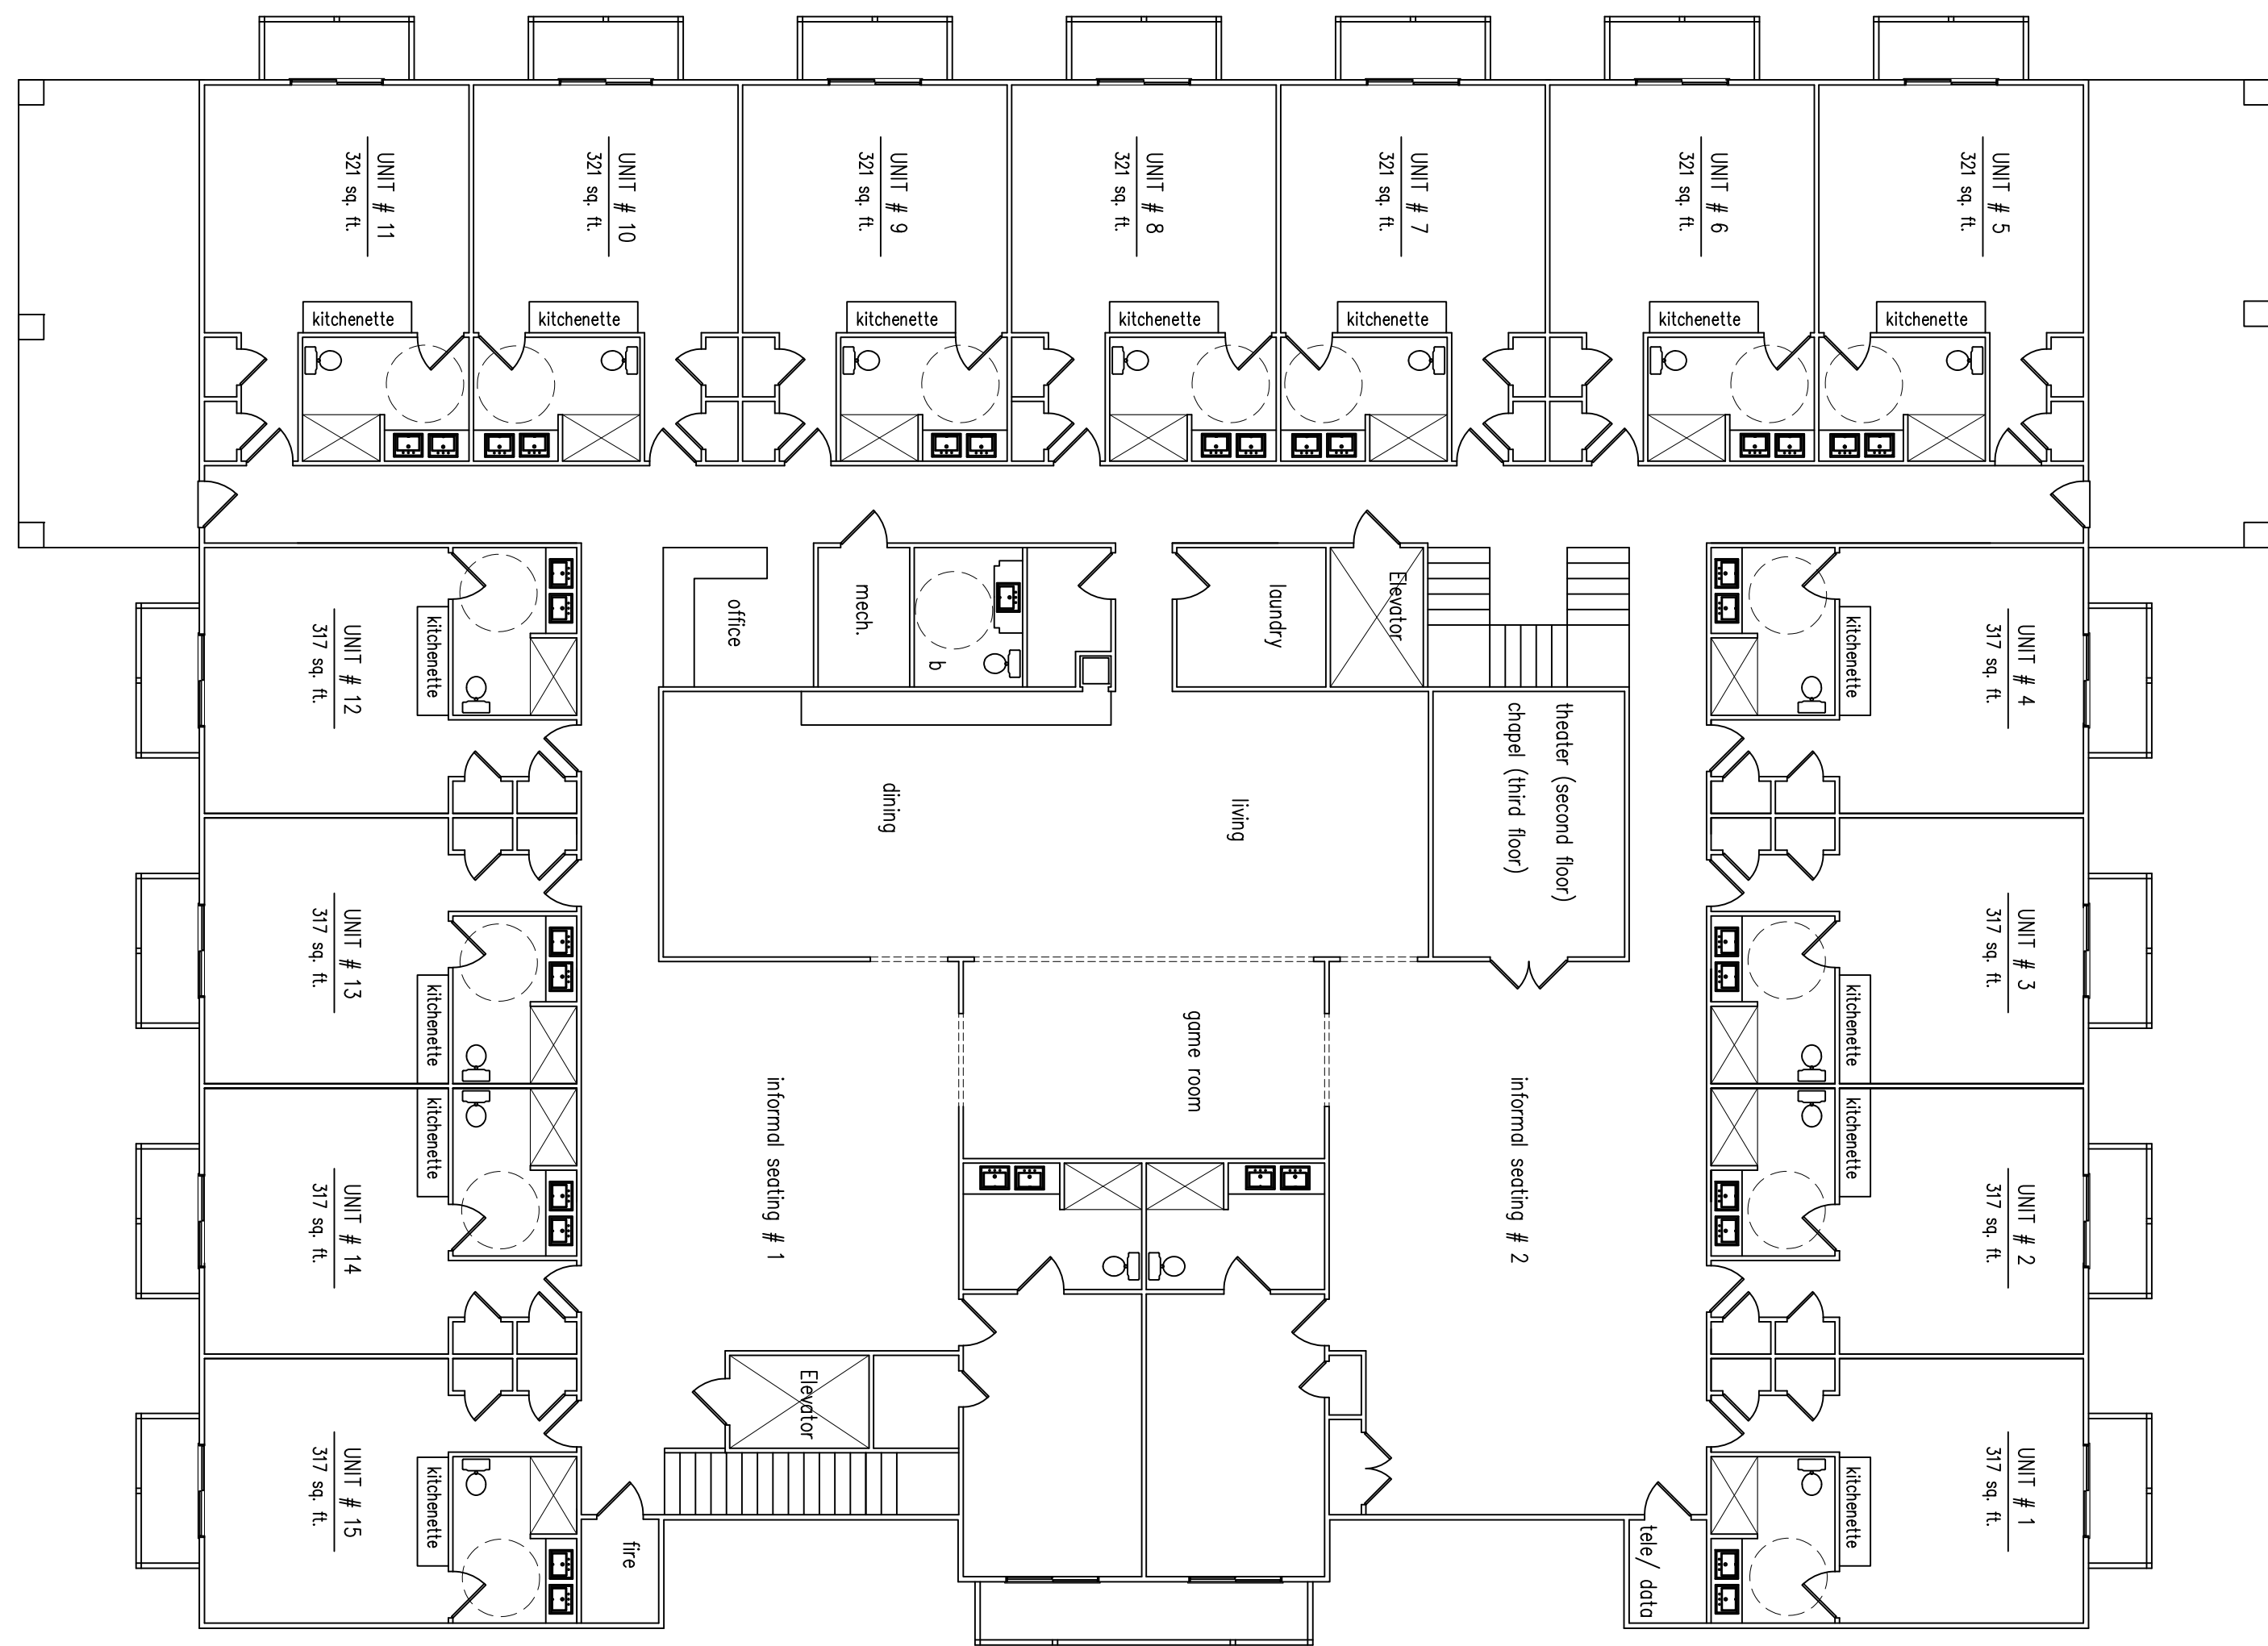 UNIT # 11
321 sq. ft.
UNIT # 10
321 sq. ft.
UNIT # 9
321 sq. ft.
UNIT # 8
321 sq. ft.
UNIT # 7
321 sq. ft.
UNIT # 6
321 sq. ft.
UNIT # 5
321 sq. ft.
kitchenette
kitchenette
kitchenette
kitchenette
kitchenette
kitchenette
kitchenette
UNIT # 12
317 sq. ft.
kitchenette
office
mech.
b
laundry
Elevator
kitchenette
UNIT # 4
317 sq. ft.
dining
living
theater (second floor)
chapel (third floor)
UNIT # 13
317 sq. ft.
kitchenette
kitchenette
UNIT # 3
317 sq. ft.
game room
informal seating # 1
informal seating # 2
UNIT # 14
317 sq. ft.
kitchenette
kitchenette
UNIT # 2
317 sq. ft.
Elevator
UNIT # 15
317 sq. ft.
kitchenette
fire
tele/ data
kitchenette
UNIT # 1
317 sq. ft.